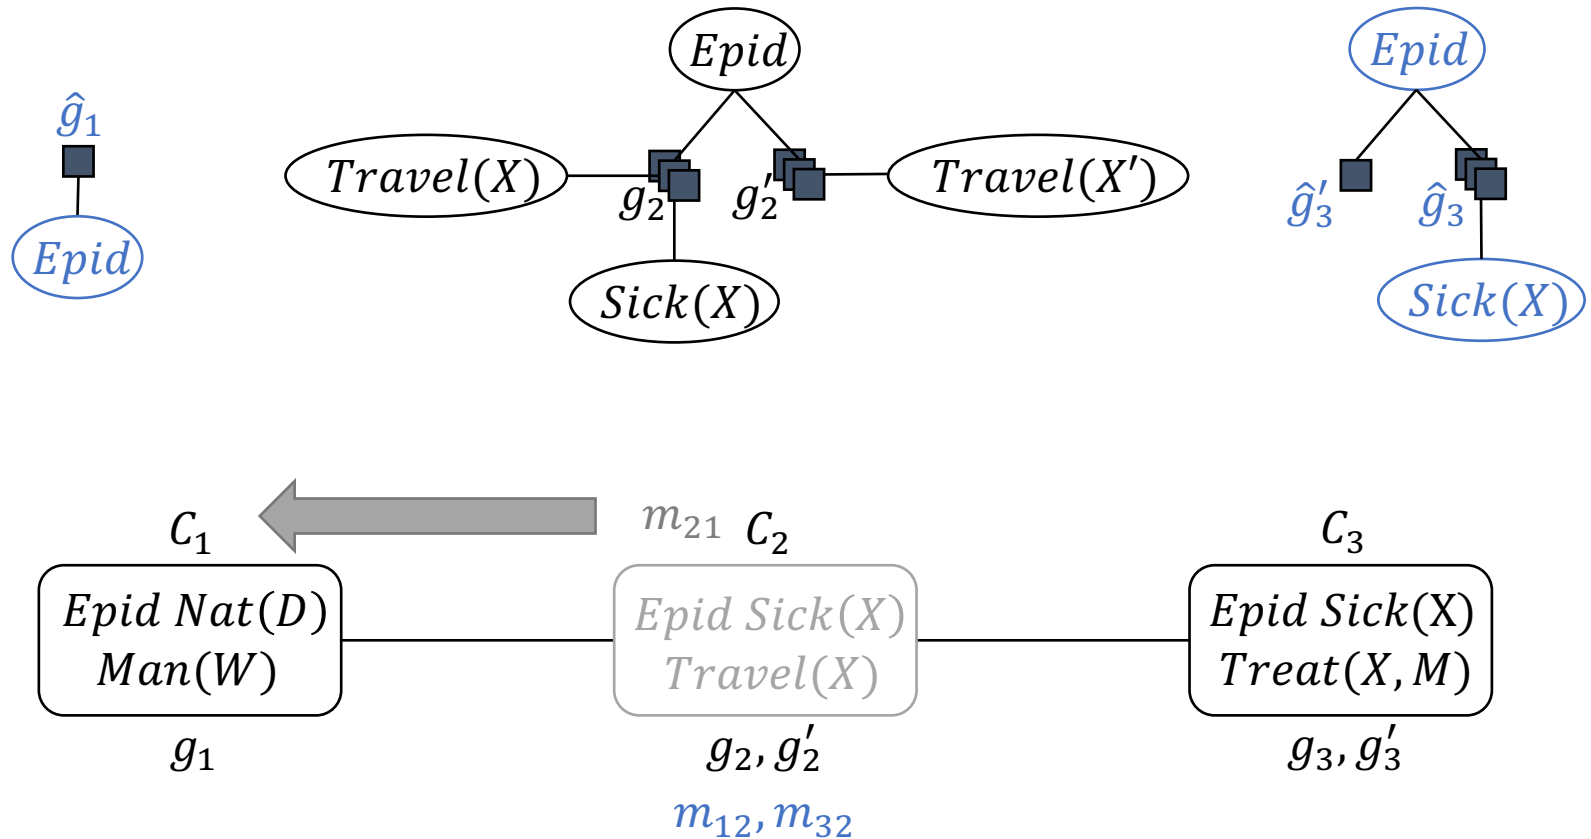 Epid
Epid
ĝ₁
Travel(X)
Travel(X′)
g₂
g₂′
ĝ₃′
ĝ₃
Epid
Sick(X)
Sick(X)
m₂₁
C₁
C₂
C₃
Epid Nat(D)
Man(W)
Epid Sick(X)
Travel(X)
Epid Sick(X)
Treat(X, M)
g₁
g₂, g₂′
g₃, g₃′
m₁₂, m₃₂